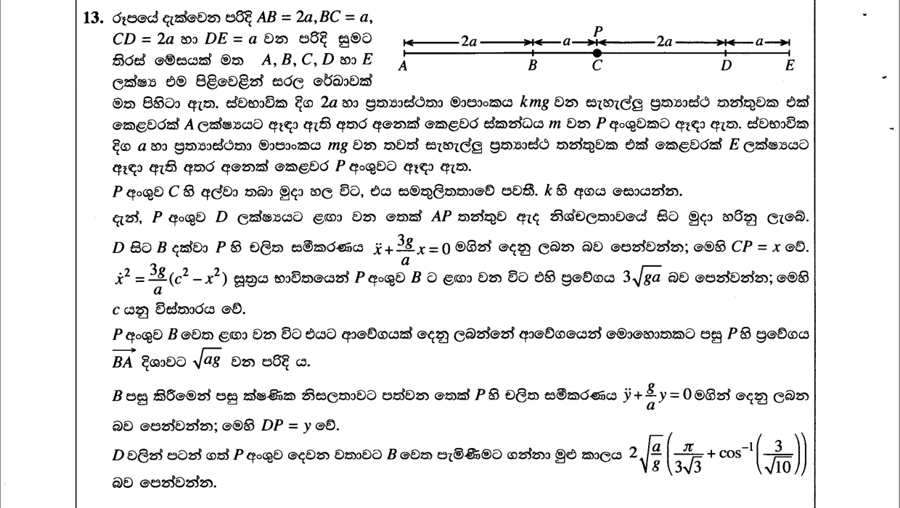 13. රූපයේ දැක්වෙන පරිදි AB = 2a, BC = a,
CD = 2a හා DE = a වන පරිදි සුමට
තිරස් මේසයක් මත A, B, C, D හා E
ලක්ෂ්‍ය එම පිළිවෙළින් සරල රේඛාවක්
2a a P 2a a
A B C D E
මත පිහිටා ඇත. ස්වභාවික දිග 2a හා ප්‍රත්‍යාස්ථතා මාපාංකය kmg වන සැහැල්ලු ප්‍රත්‍යාස්ථ තන්තුවක එක්
කෙළවරක් A ලක්ෂ්‍යයට ඈඳා ඇති අතර අනෙක් කෙළවර ස්කන්ධය m වන P අංශුවකට ඈඳා ඇත. ස්වභාවික
දිග a හා ප්‍රත්‍යාස්ථතා මාපාංකය mg වන තවත් සැහැල්ලු ප්‍රත්‍යාස්ථ තන්තුවක එක් කෙළවරක් E ලක්ෂ්‍යයට
ඈඳා ඇති අතර අනෙක් කෙළවර P අංශුවට ඈඳා ඇත.
P අංශුව C හි අල්වා තබා මුදා හල විට, එය සමතුලිතතාවේ පවතී. k හි අගය සොයන්න.
දැන්, P අංශුව D ලක්ෂ්‍යයට ළඟා වන තෙක් AP තන්තුව ඇද නිශ්චලතාවයේ සිට මුදා හරිනු ලැබේ.
D සිට B දක්වා P හි චලිත සමීකරණය ẍ + 3g/a x = 0 මගින් දෙනු ලබන බව පෙන්වන්න; මෙහි CP = x වේ.
ẋ² = 3g/a (c² − x²) සූත්‍රය භාවිතයෙන් P අංශුව B ට ළඟා වන විට එහි ප්‍රවේගය 3√ga බව පෙන්වන්න; මෙහි
c යනු විස්තාරය වේ.
P අංශුව B වෙත ළඟා වන විට එයට ආවේගයක් දෙනු ලබන්නේ ආවේගයෙන් මොහොතකට පසු P හි ප්‍රවේගය
BA→ දිශාවට √ag වන පරිදි ය.
B පසු කිරීමෙන් පසු ක්ෂණික නිසලතාවට පත්වන තෙක් P හි චලිත සමීකරණය ÿ + g/a y = 0 මගින් දෙනු ලබන
බව පෙන්වන්න; මෙහි DP = y වේ.
D වලින් පටන් ගත් P අංශුව දෙවන වතාවට B වෙත පැමිණීමට ගන්නා මුළු කාලය 2√(a/g) (π/(3√3) + cos⁻¹(3/√10))
බව පෙන්වන්න.